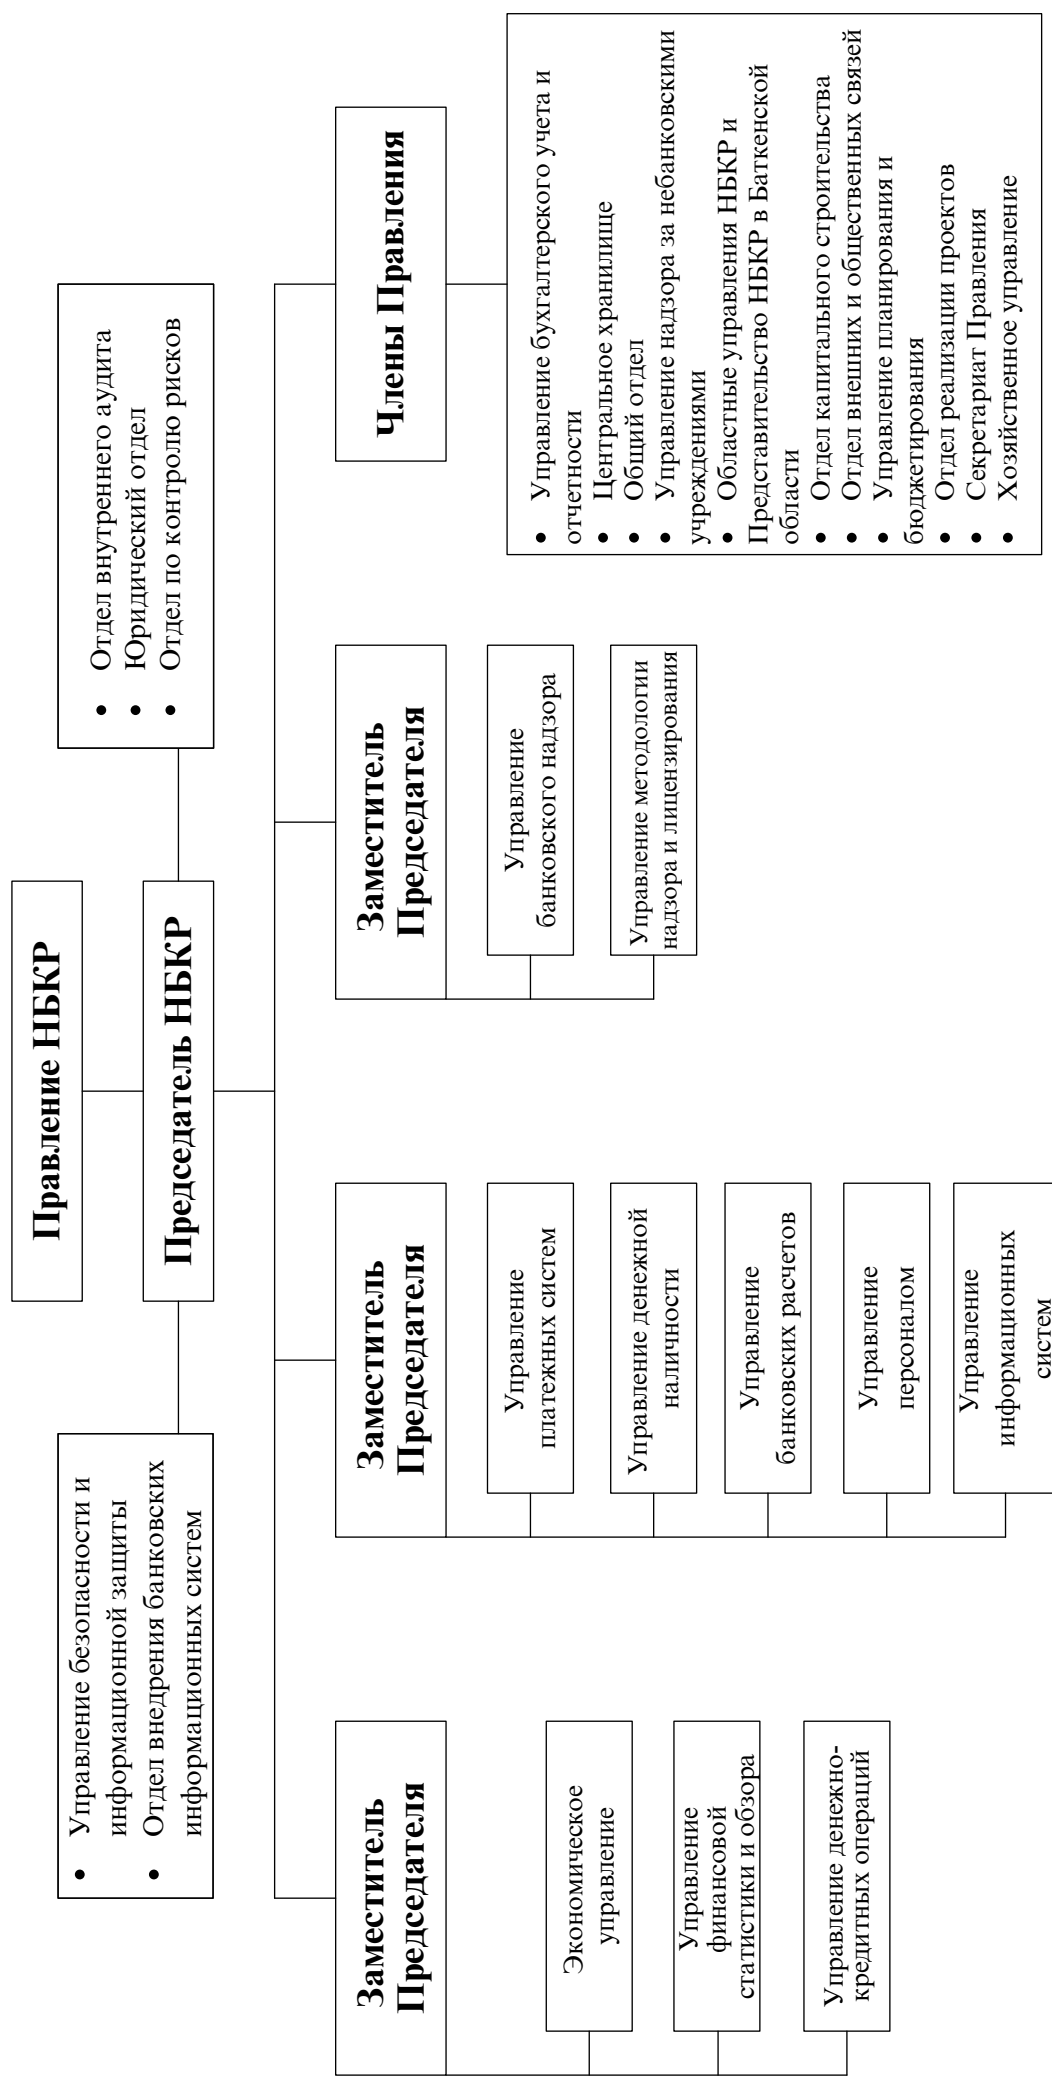 Правление НБКР
Председатель НБКР
Управление безопасности и
информационной защиты
Отдел внедрения банковских
информационных систем
Отдел внутреннего аудита
Юридический отдел
Отдел по контролю рисков
Заместитель
Председателя
Экономическое
управление
Управление
финансовой
статистики и обзора
Управление денежно-
кредитных операций
Заместитель
Председателя
Управление
платежных систем
Управление денежной
наличности
Управление
банковских расчетов
Управление
персоналом
Управление
информационных
систем
Заместитель
Председателя
Управление
банковского надзора
Управление методологии
надзора и лицензирования
Члены Правления
Управление бухгалтерского учета и
отчетности
Центральное хранилище
Общий отдел
Управление надзора за небанковскими
учреждениями
Областные управления НБКР и
Представительство НБКР в Баткенской
области
Отдел капитального строительства
Отдел внешних и общественных связей
Управление планирования и
бюджетирования
Отдел реализации проектов
Секретариат Правления
Хозяйственное управление